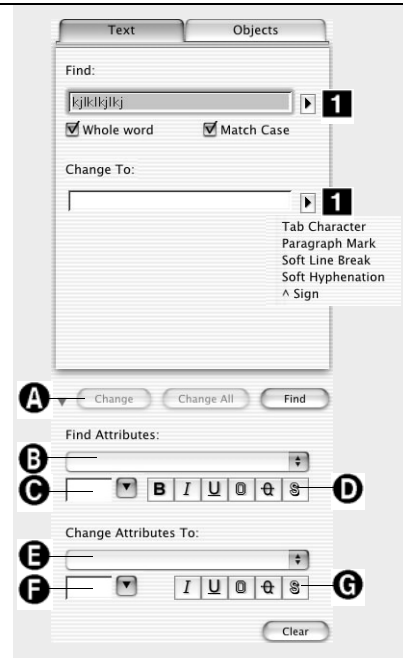 Text Objects
Find:
kjlklkjlkj
1
Whole word Match Case
Change To:
1
Tab Character
Paragraph Mark
Soft Line Break
Soft Hyphenation
^ Sign
A Change Change All Find
Find Attributes:
B
C B I U O U S D
Change Attributes To:
E
F I U O U S G
Clear